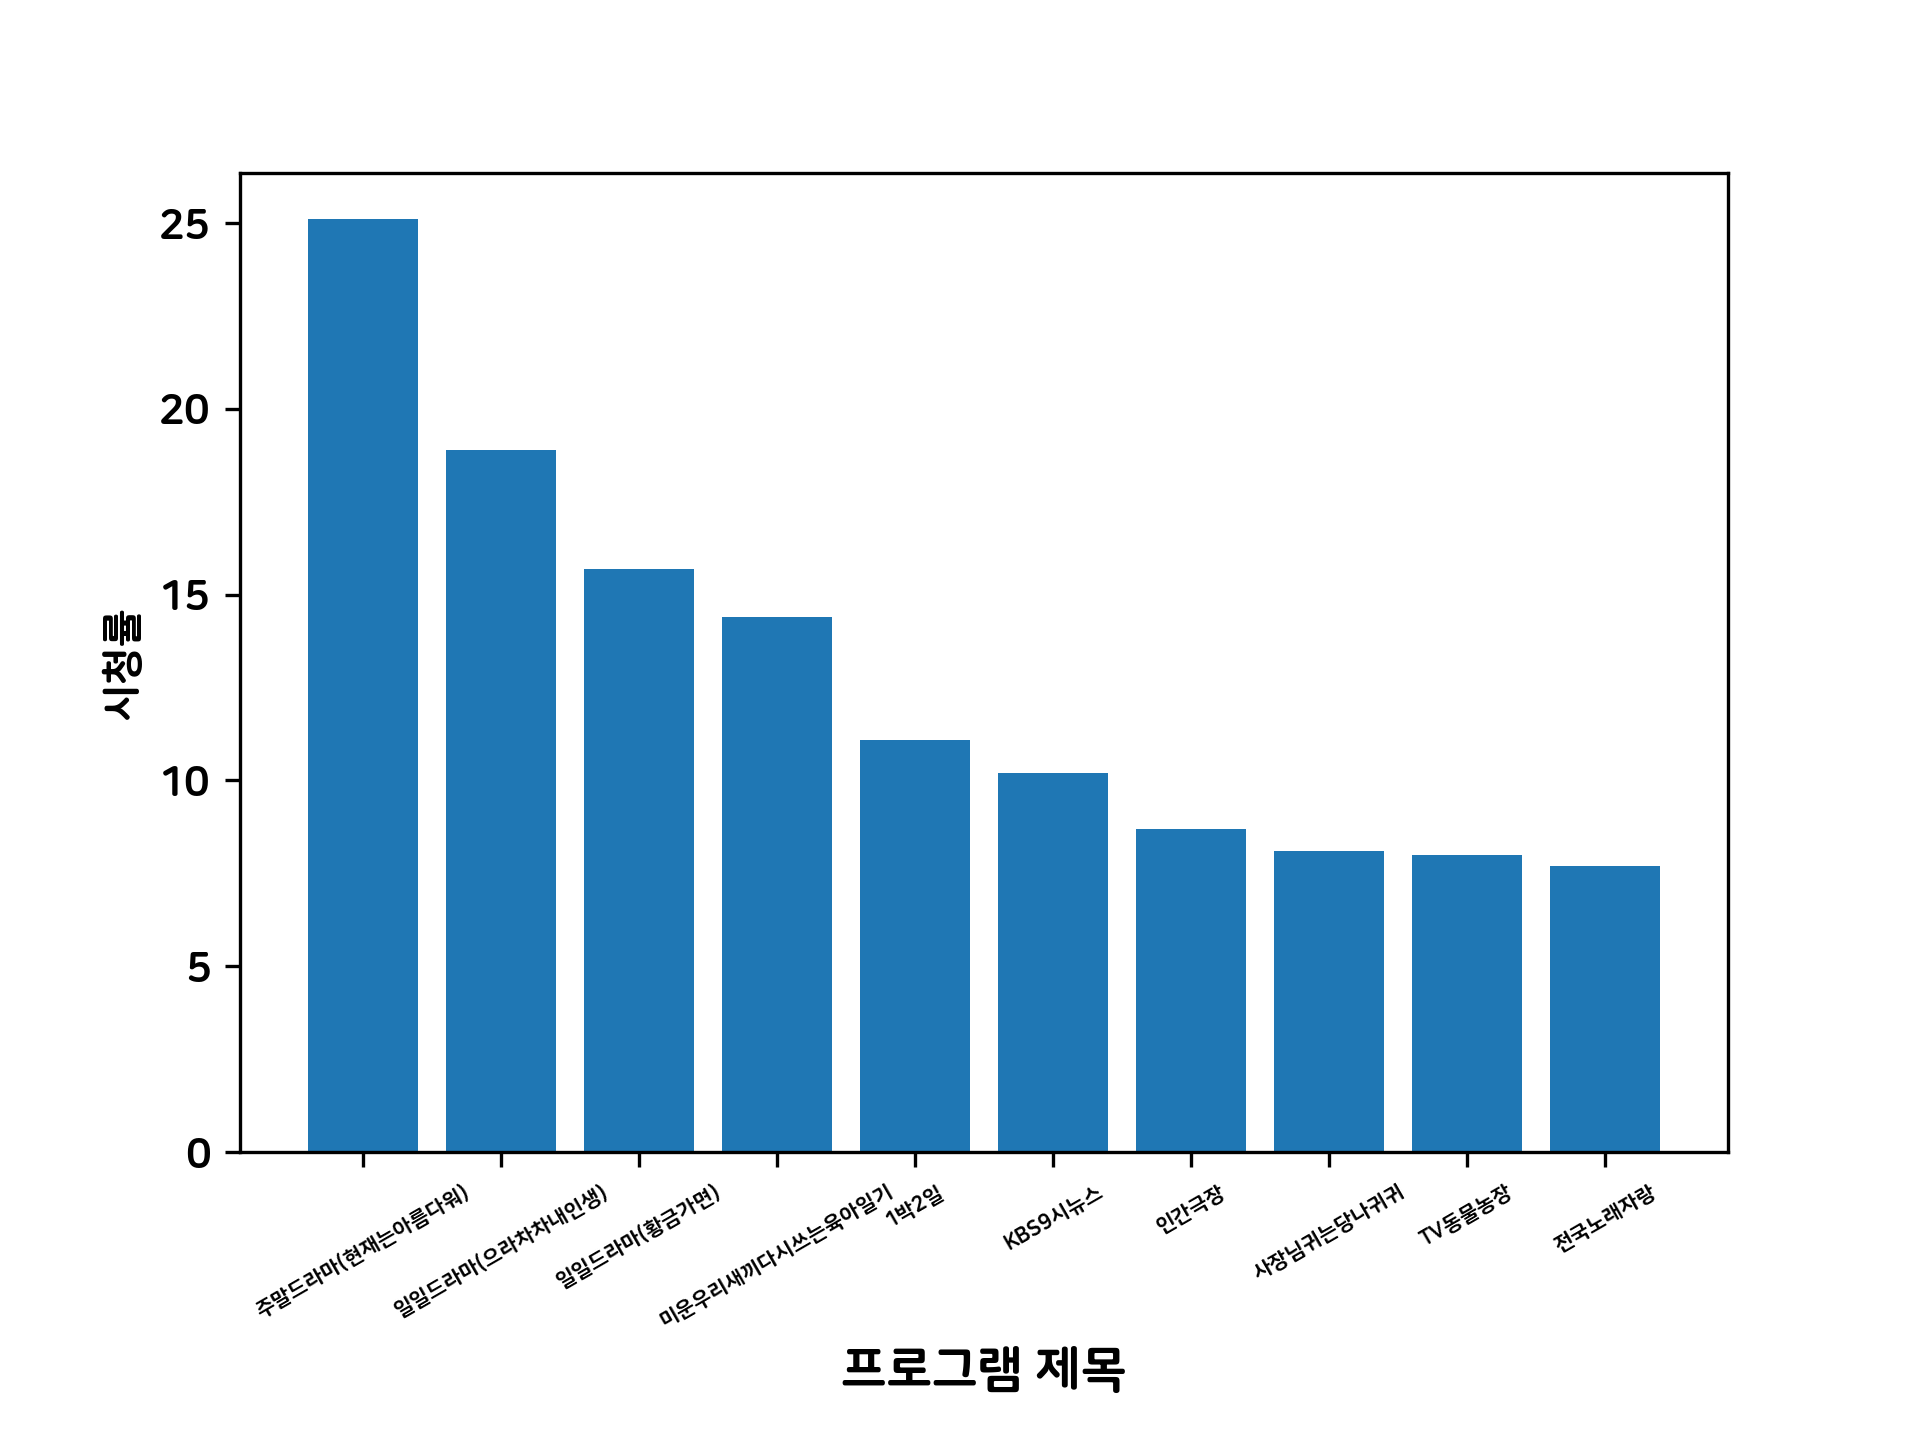 25
20
15
10
5
0
시청률
주말드라마(현재는아름다워)
일일드라마(으라차차내인생)
일일드라마(황금가면)
미운우리새끼다시쓰는육아일기
1박2일
KBS9시뉴스
인간극장
사장님귀는당나귀귀
TV동물농장
전국노래자랑
프로그램 제목